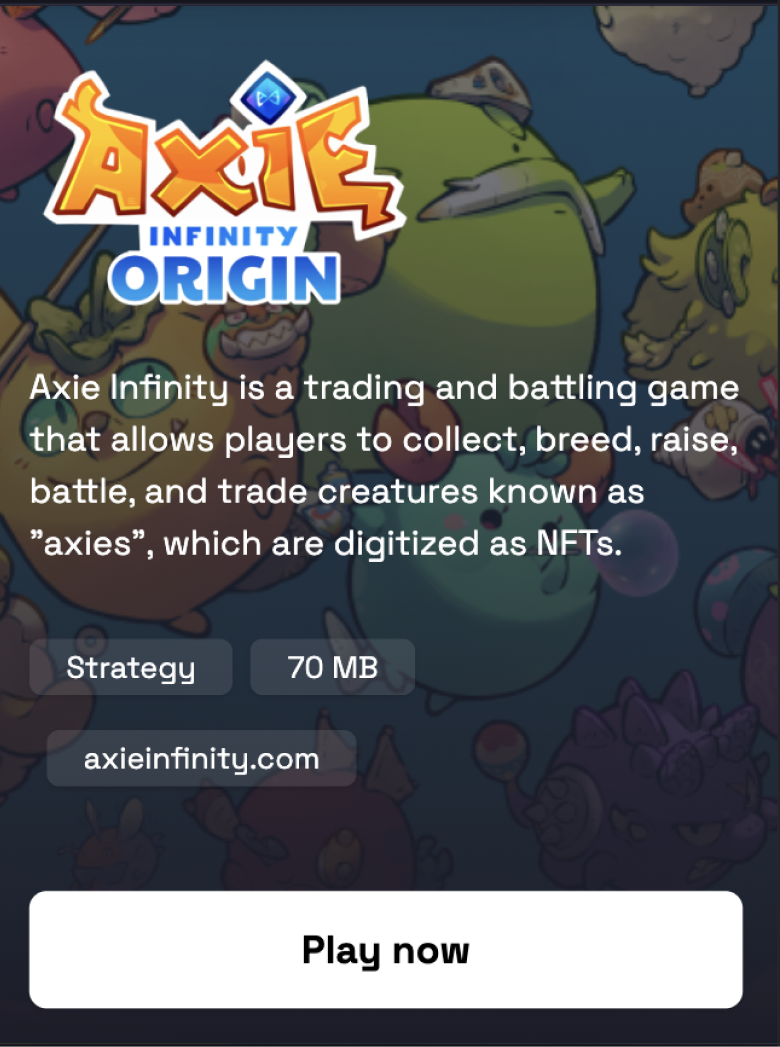 AXIE
INFINITY
ORIGIN
Axie Infinity is a trading and battling game
that allows players to collect, breed, raise,
battle, and trade creatures known as
”axies”, which are digitized as NFTs.
Strategy
70 MB
axieinfinity.com
Play now